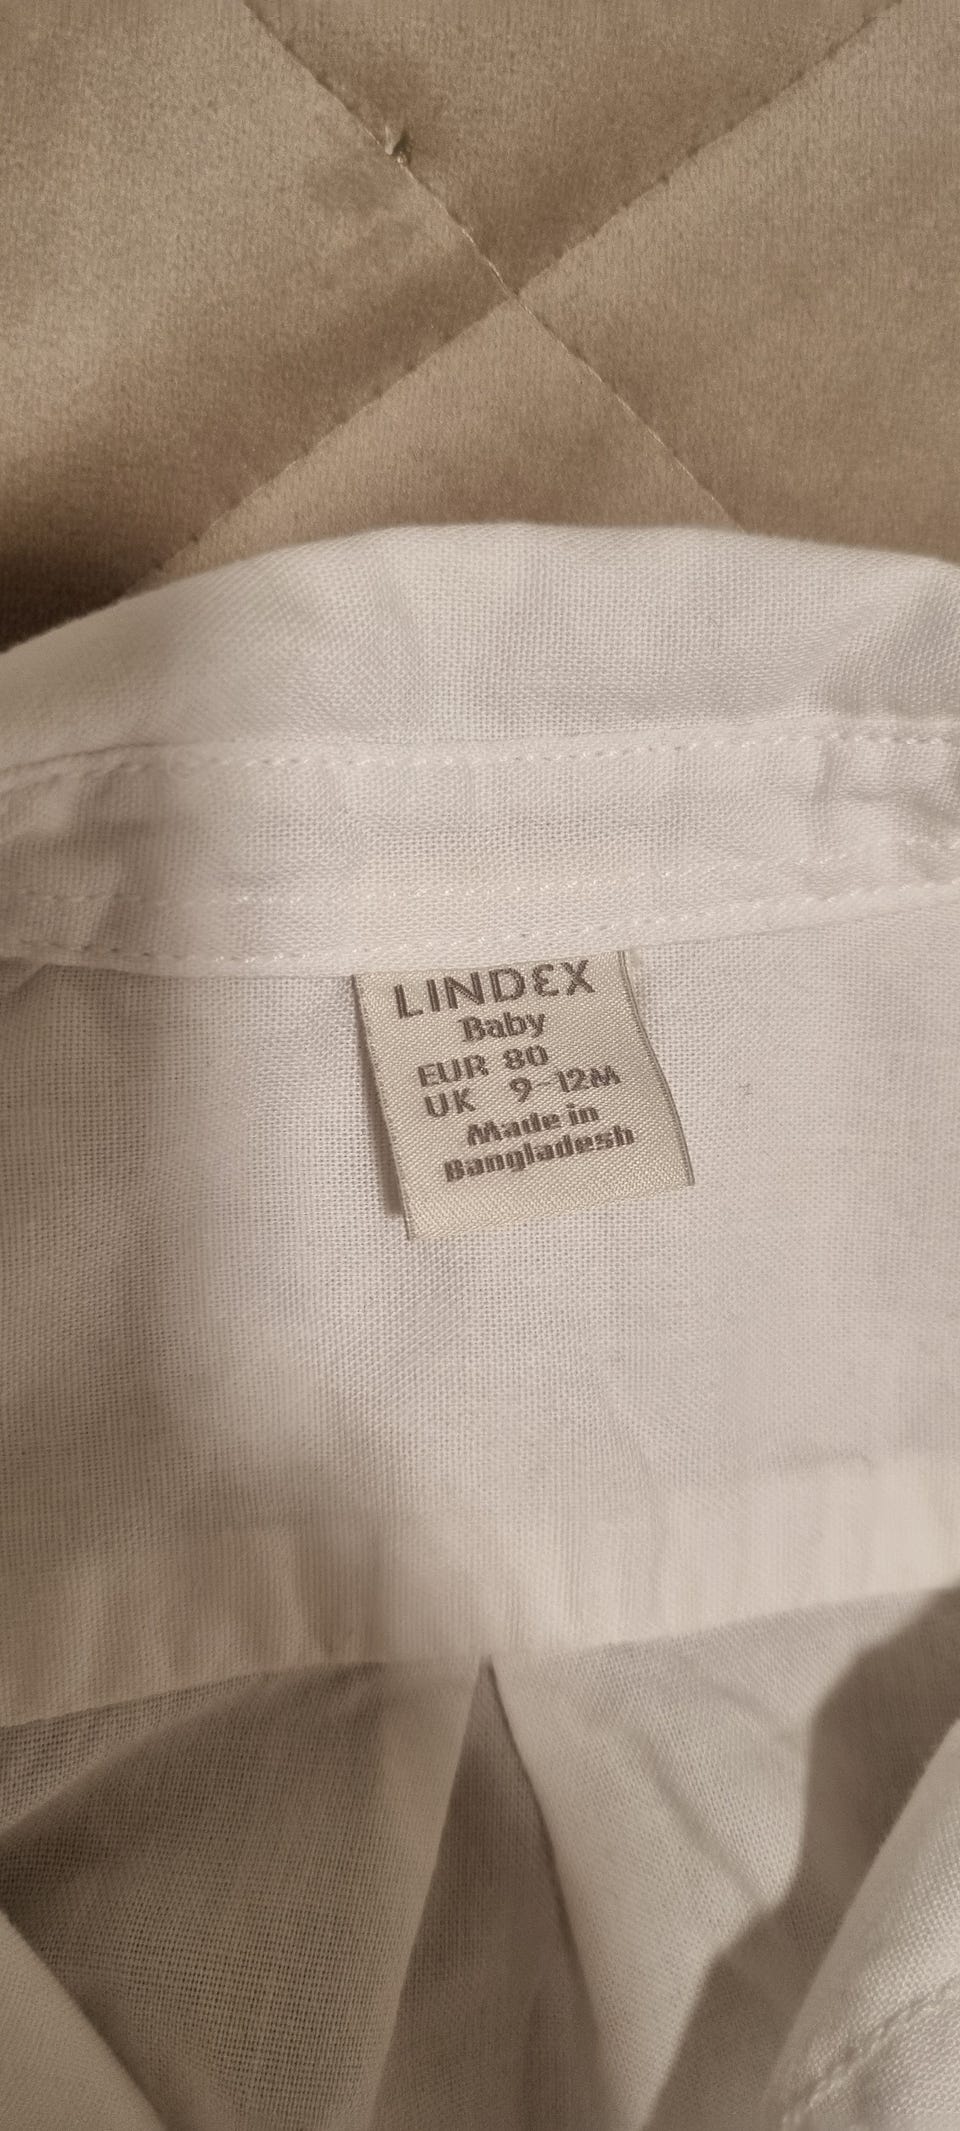 LINDEX
Baby
EUR 80
UK 9-12M
Made in
Bangladesh